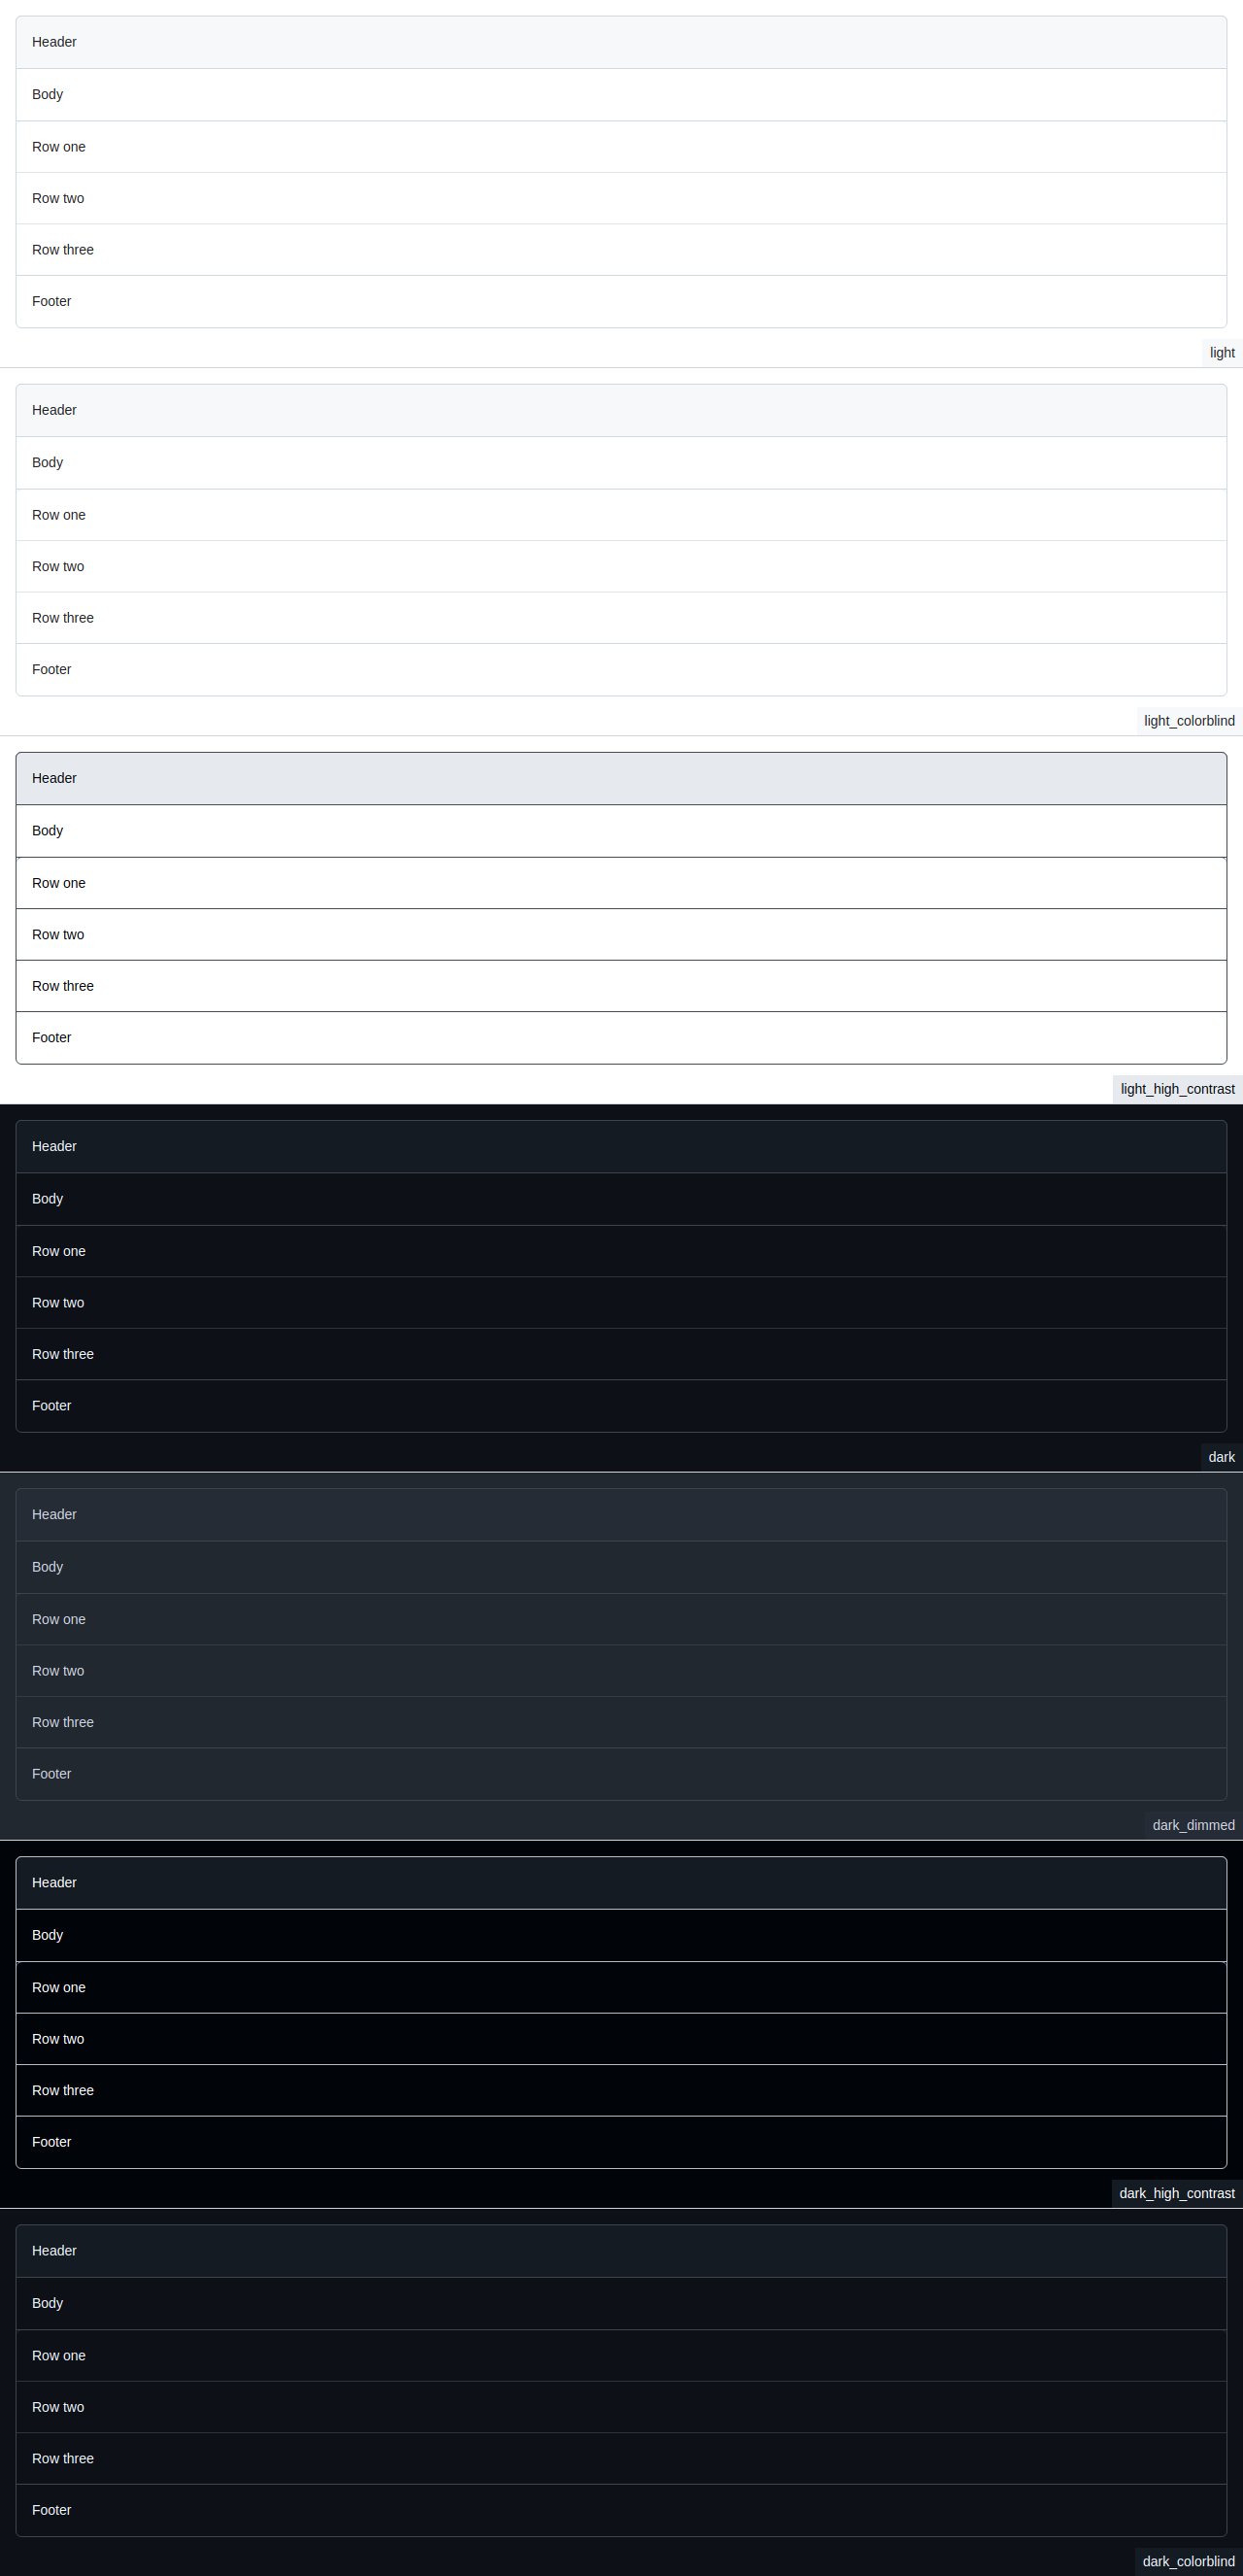 Header
Body
Row one
Row two
Row three
Footer
light
Header
Body
Row one
Row two
Row three
Footer
light_colorblind
Header
Body
Row one
Row two
Row three
Footer
light_high_contrast
Header
Body
Row one
Row two
Row three
Footer
dark
Header
Body
Row one
Row two
Row three
Footer
dark_dimmed
Header
Body
Row one
Row two
Row three
Footer
dark_high_contrast
Header
Body
Row one
Row two
Row three
Footer
dark_colorblind